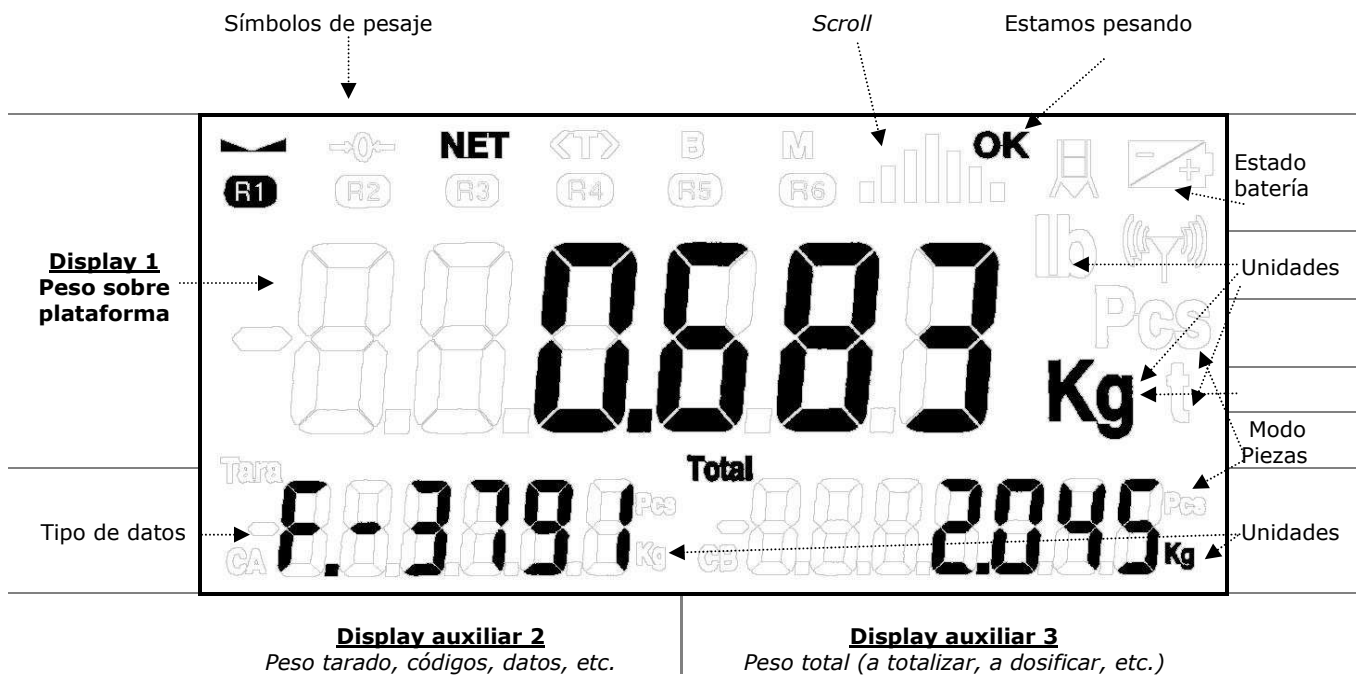 Símbolos de pesaje
Scroll
Estamos pesando
→0← NET <T> B M OK
R1 R2 R3 R4 R5 R6
Estado
batería
Display 1
Peso sobre
plataforma
0.683
lb
Pcs
Kg t
Unidades
Modo
Piezas
Tara
Total
Tipo de datos
F.-3791
Pcs
CA
Kg
2.045
Pcs
CB
Kg
Unidades
Display auxiliar 2
Peso tarado, códigos, datos, etc.
Display auxiliar 3
Peso total (a totalizar, a dosificar, etc.)